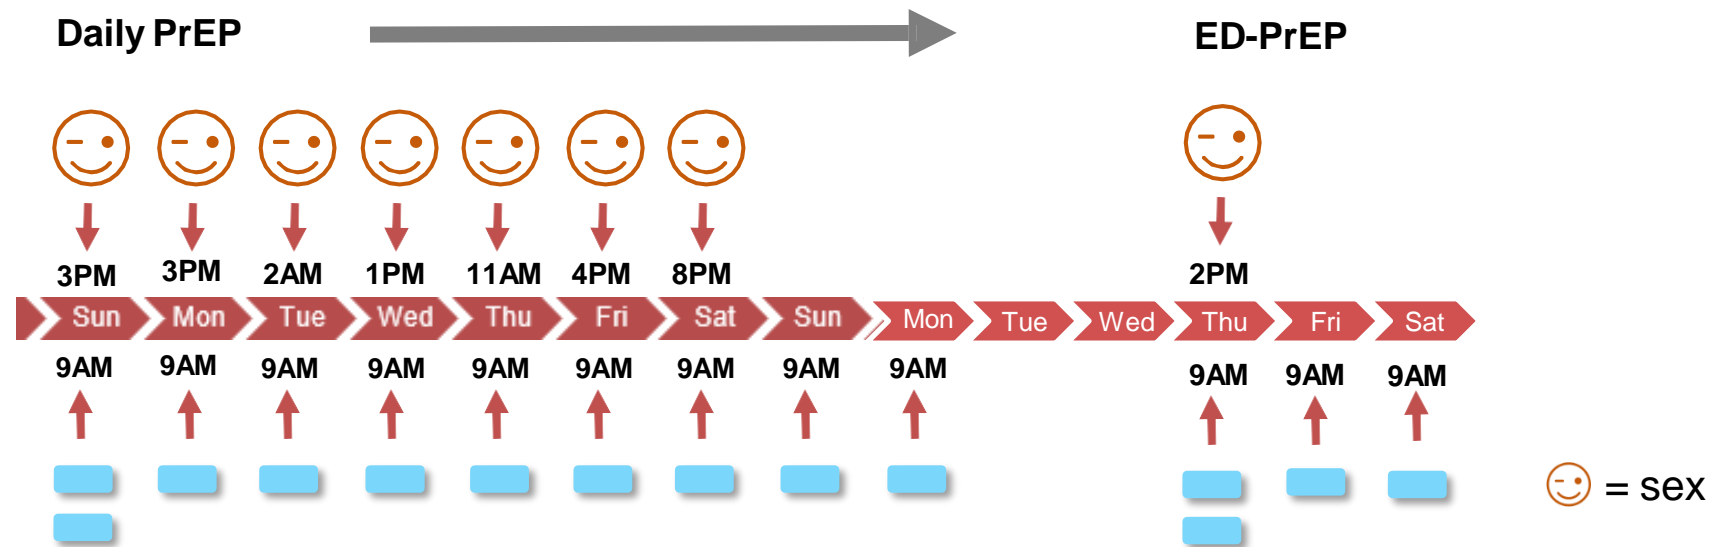 Daily PrEP ED-PrEP
3PM 3PM 2AM 1PM 11AM 4PM 8PM 2PM
Sun Mon Tue Wed Thu Fri Sat Sun Mon Tue Wed Thu Fri Sat
9AM 9AM 9AM 9AM 9AM 9AM 9AM 9AM 9AM 9AM 9AM 9AM
= sex